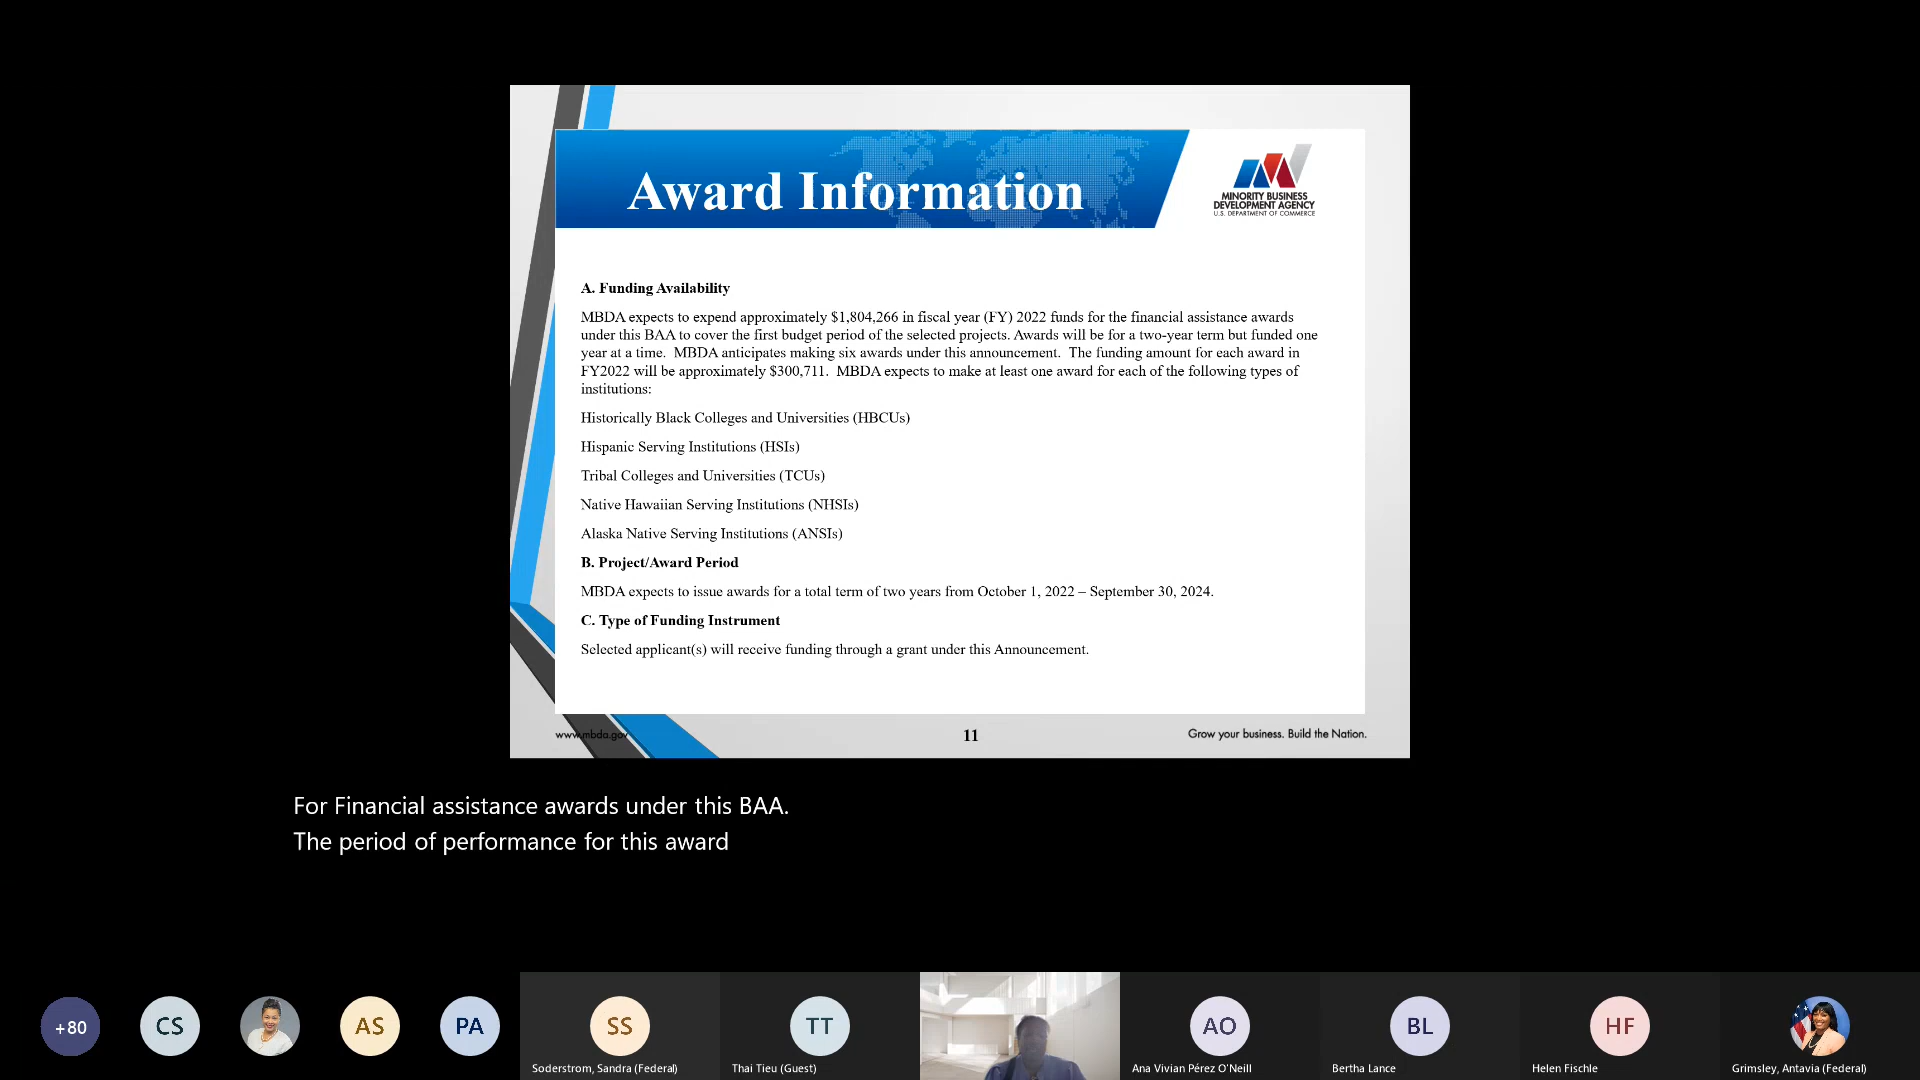 Award Information
MINORITY BUSINESS
DEVELOPMENT AGENCY
U.S. DEPARTMENT OF COMMERCE
A. Funding Availability
MBDA expects to expend approximately $1,804,266 in fiscal year (FY) 2022 funds for the financial assistance awards
under this BAA to cover the first budget period of the selected projects. Awards will be for a two-year term but funded one
year at a time.  MBDA anticipates making six awards under this announcement.  The funding amount for each award in
FY2022 will be approximately $300,711.  MBDA expects to make at least one award for each of the following types of
institutions:
Historically Black Colleges and Universities (HBCUs)
Hispanic Serving Institutions (HSIs)
Tribal Colleges and Universities (TCUs)
Native Hawaiian Serving Institutions (NHSIs)
Alaska Native Serving Institutions (ANSIs)
B. Project/Award Period
MBDA expects to issue awards for a total term of two years from October 1, 2022 – September 30, 2024.
C. Type of Funding Instrument
Selected applicant(s) will receive funding through a grant under this Announcement.
www.mbda.gov
11
Grow your business. Build the Nation.
For Financial assistance awards under this BAA.
The period of performance for this award
+80
CS
AS
PA
SS
TT
AO
BL
HF
Soderstrom, Sandra (Federal)
Thai Tieu (Guest)
Ana Vivian Pérez O'Neill
Bertha Lance
Helen Fischle
Grimsley, Antavia (Federal)